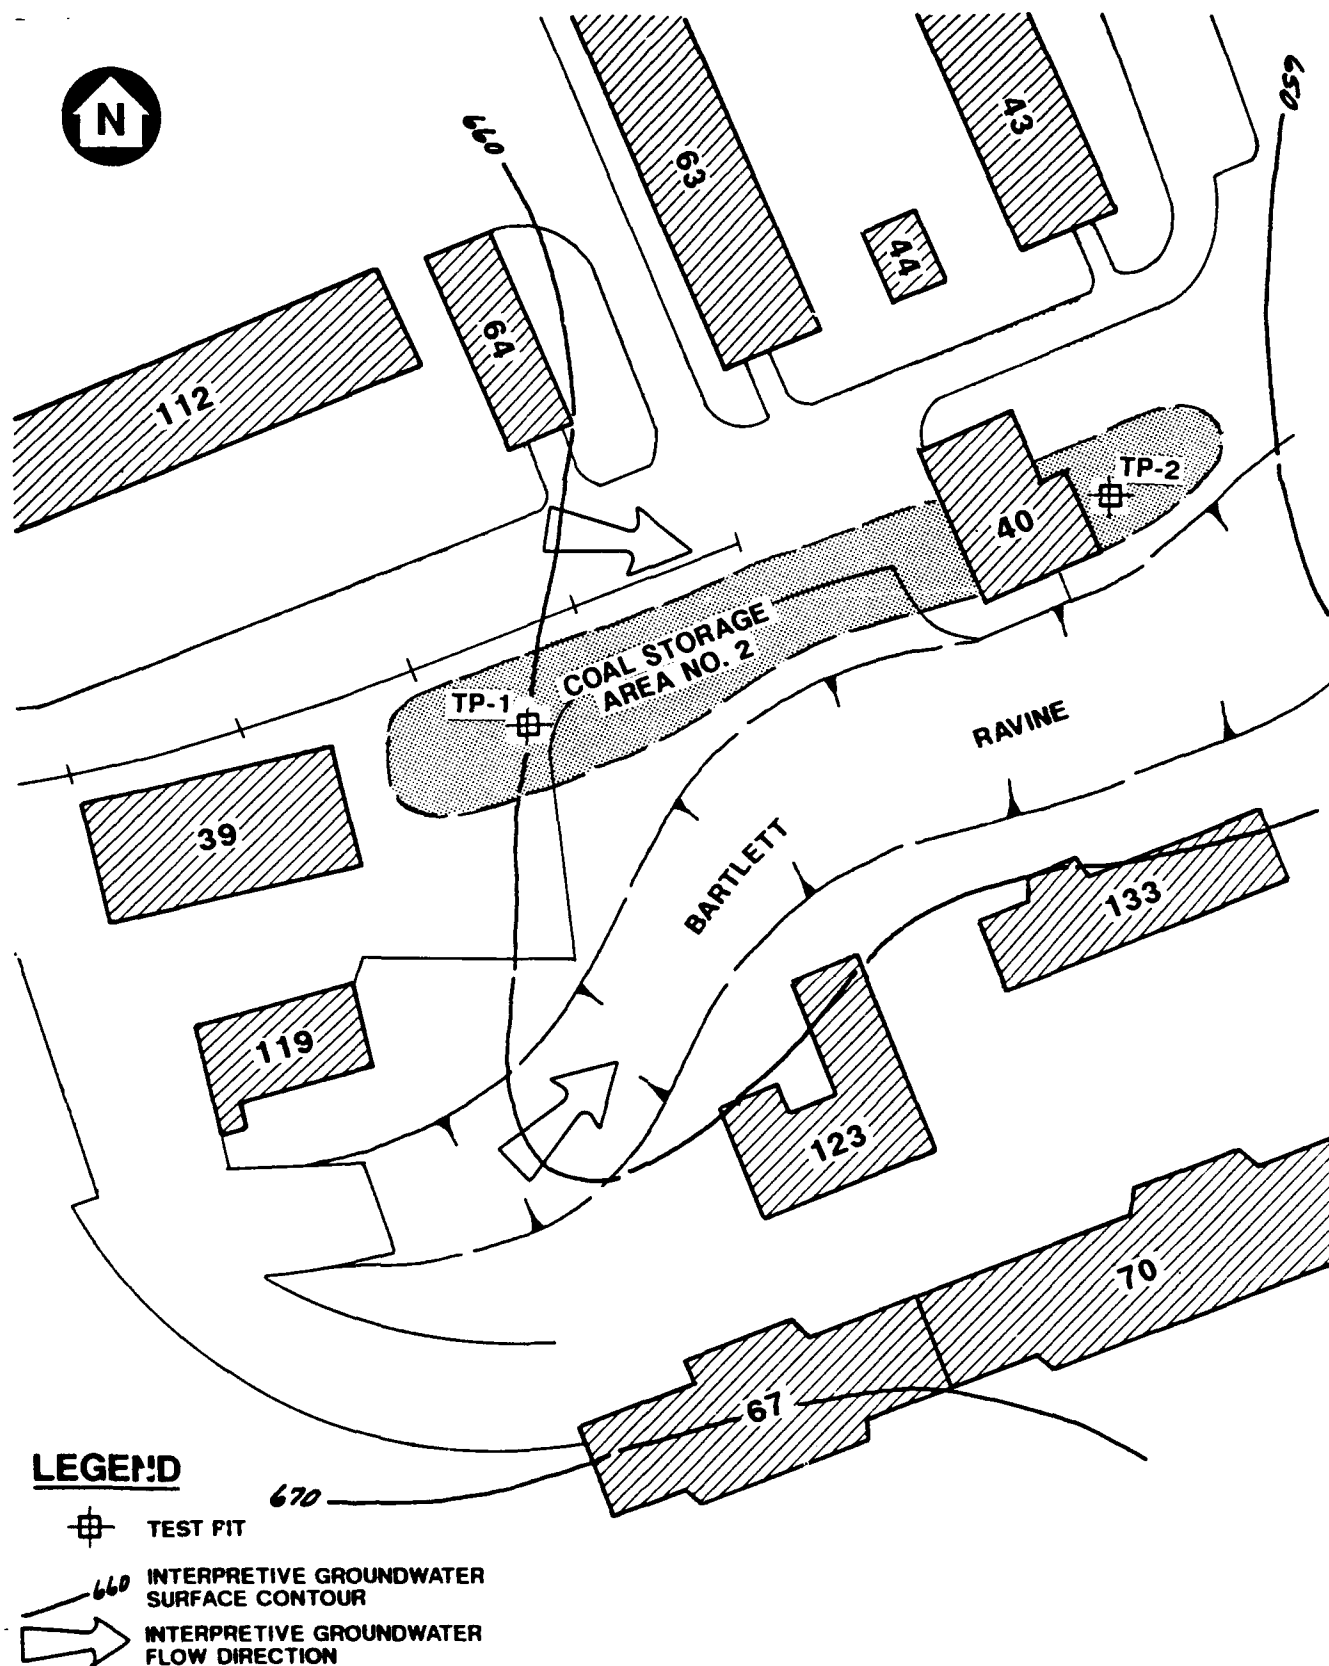 N
660
650
63
43
44
64
112
TP-2
40
COAL STORAGE
AREA NO. 2
TP-1
RAVINE
39
BARTLETT
133
119
123
70
67
LEGEND
670
TEST PIT
660 INTERPRETIVE GROUNDWATER
SURFACE CONTOUR
INTERPRETIVE GROUNDWATER
FLOW DIRECTION